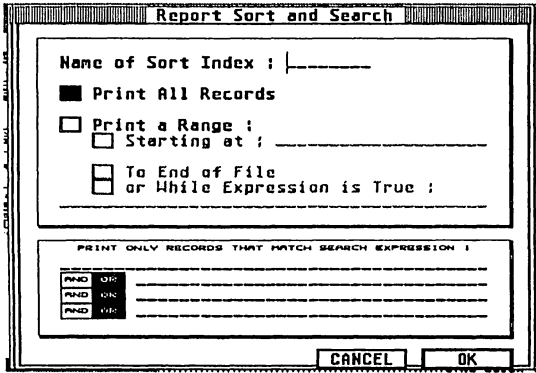 Report Sort and Search
Name of Sort Index :
Print All Records
Print a Range :
Starting at :
To End of File
or While Expression is True :
PRINT ONLY RECORDS THAT MATCH SEARCH EXPRESSION :
AND OR
AND OR
AND OR
CANCEL OK